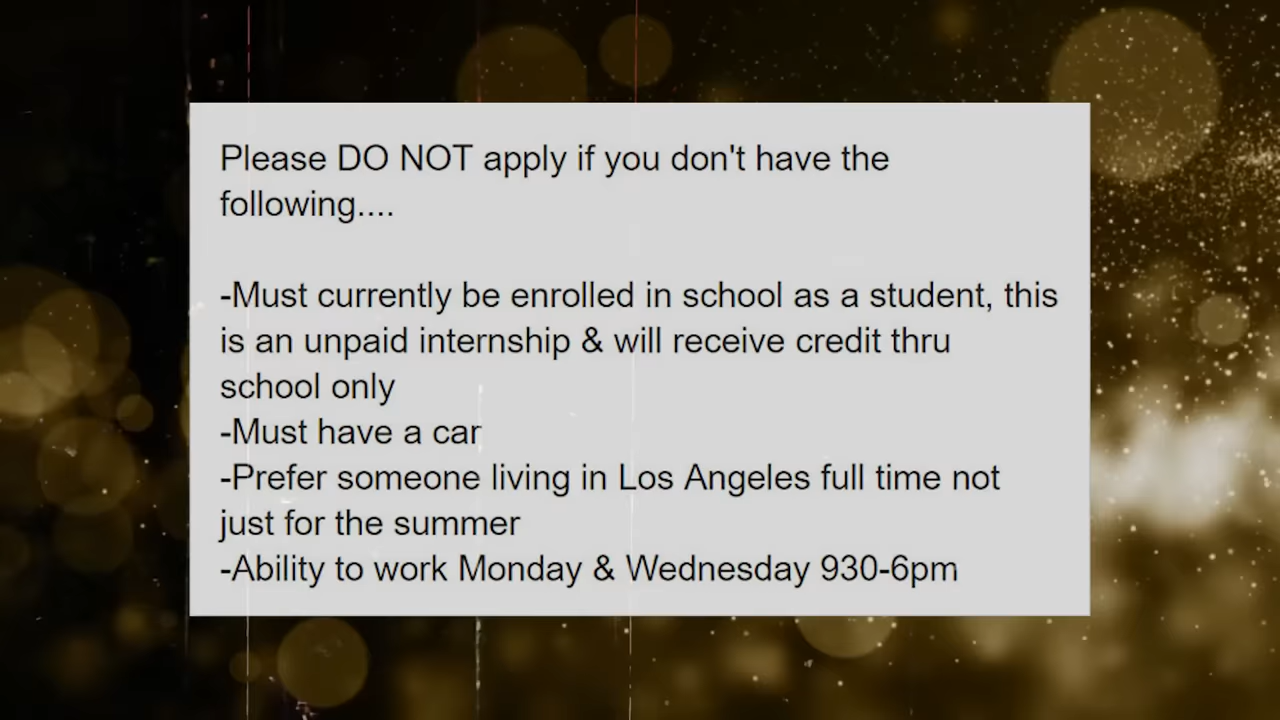 Please DO NOT apply if you don't have the
following....
-Must currently be enrolled in school as a student, this
is an unpaid internship & will receive credit thru
school only
-Must have a car
-Prefer someone living in Los Angeles full time not
just for the summer
-Ability to work Monday & Wednesday 930-6pm